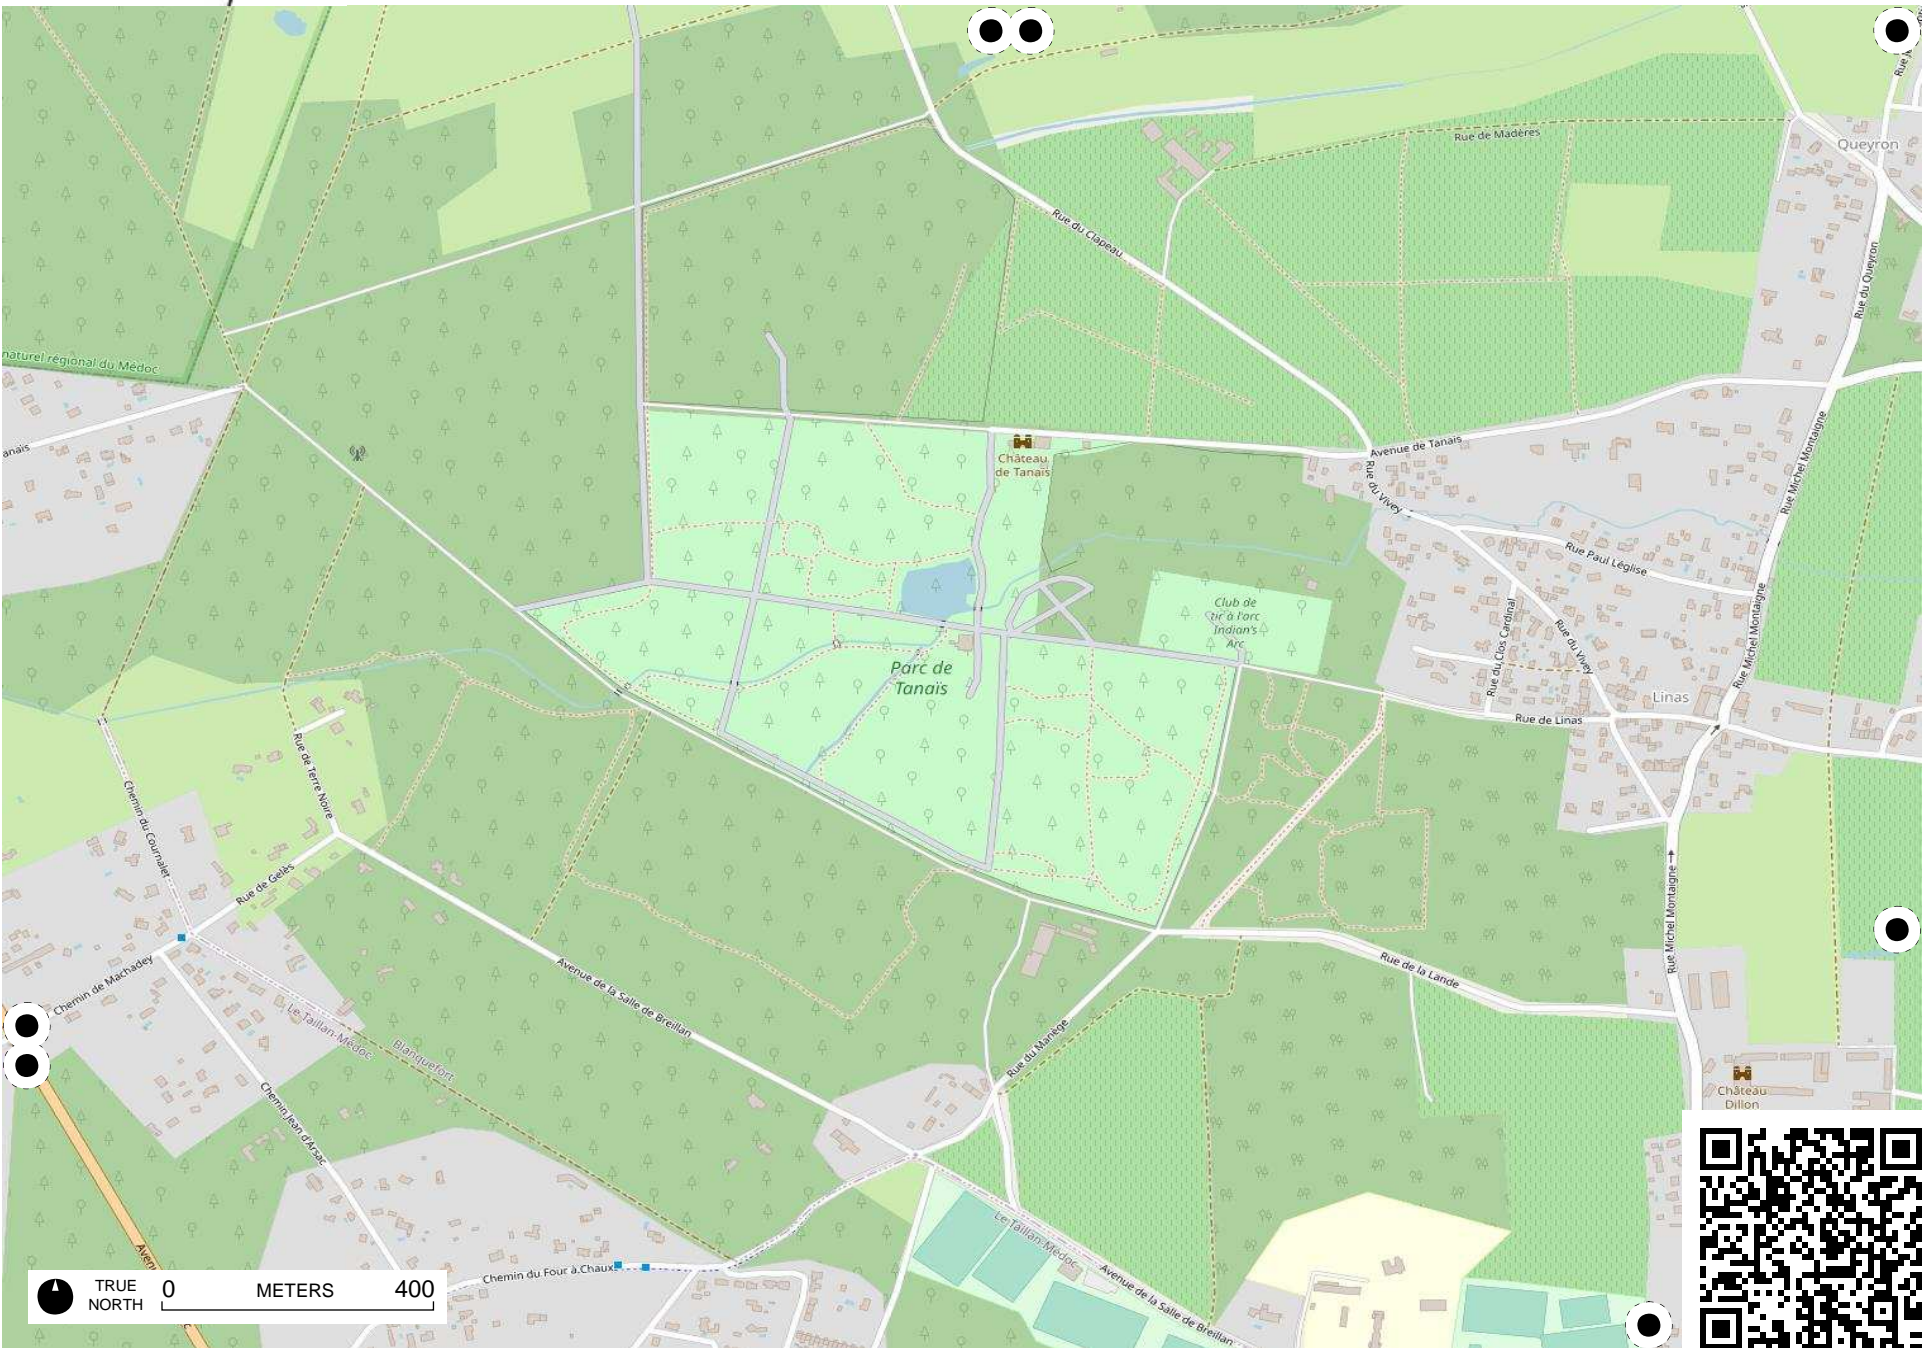 Rue de Madères
Queyron
Rue du Clapeau
Rue du Queyron
naturel régional du Médoc
anais
Château
de Tanaïs
Avenue de Tanaïs
Rue du Vivey
Rue Michel Montaigne
Rue Paul Léglise
Club de
tir à l'arc
Indian's
Arc
Rue du Clos Cardinal
Rue du Vivey
Rue Michel Montaigne
Parc de
Tanaïs
Linas
Rue de Linas
Rue de Terre Noire
Chemin du Cournalet
Rue de Gelès
Rue Michel Montaigne
Chemin de Machadey
Avenue de la Salle de Breillan
Rue de la Lande
Le Taillan-Médoc
Blanquefort
Rue du Manège
Château
Dillon
Chemin Jean d'Arsac
Le Taillan-Médoc
Avenue de la Salle de Breillan
Chemin du Four à Chaux
TRUE
NORTH
0 METERS 400